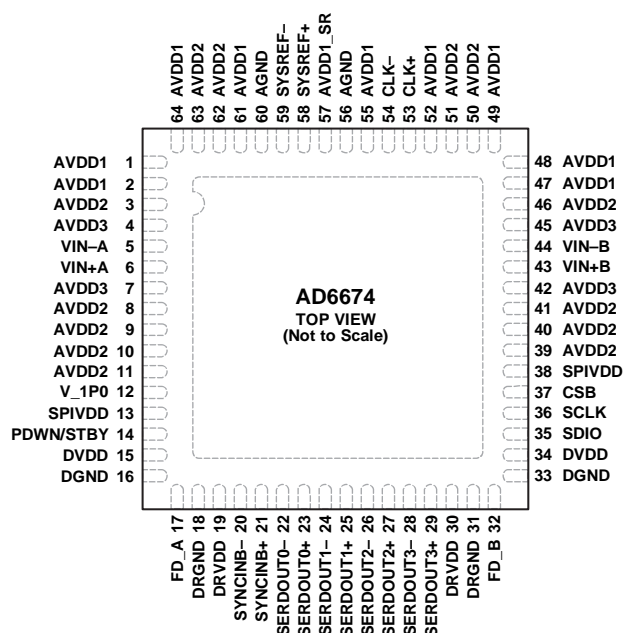 64 AVDD1
63 AVDD2
62 AVDD2
61 AVDD1
60 AGND
59 SYSREF–
58 SYSREF+
57 AVDD1_SR
56 AGND
55 AVDD1
54 CLK–
53 CLK+
52 AVDD1
51 AVDD2
50 AVDD2
49 AVDD1
AVDD1 1
AVDD1 2
AVDD2 3
AVDD3 4
VIN–A 5
VIN+A 6
AVDD3 7
AVDD2 8
AVDD2 9
AVDD2 10
AVDD2 11
V_1P0 12
SPIVDD 13
PDWN/STBY 14
DVDD 15
DGND 16
AD6674
TOP VIEW
(Not to Scale)
48 AVDD1
47 AVDD1
46 AVDD2
45 AVDD3
44 VIN–B
43 VIN+B
42 AVDD3
41 AVDD2
40 AVDD2
39 AVDD2
38 SPIVDD
37 CSB
36 SCLK
35 SDIO
34 DVDD
33 DGND
FD_A 17
DRGND 18
DRVDD 19
SYNCINB– 20
SYNCINB+ 21
SERDOUT0– 22
SERDOUT0+ 23
SERDOUT1– 24
SERDOUT1+ 25
SERDOUT2– 26
SERDOUT2+ 27
SERDOUT3– 28
SERDOUT3+ 29
DRVDD 30
DRGND 31
FD_B 32